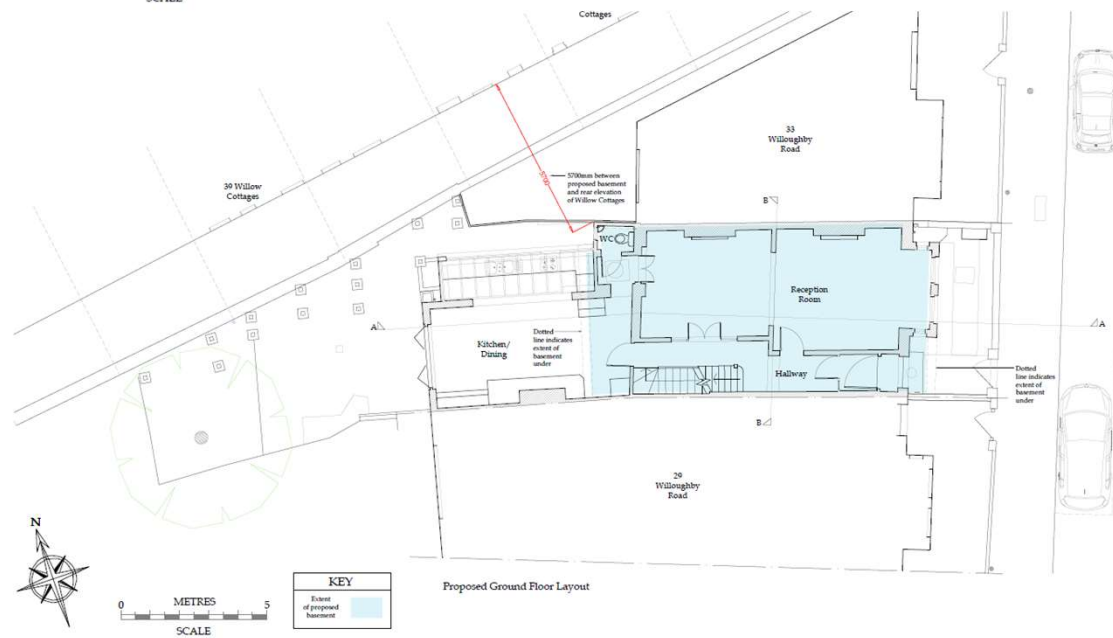 SCALE
Cottages
33
Willoughby
Road
39 Willow
Cottages
5700
5700mm between
proposed basement
and rear elevation
of Willow Cottages
B
WC
Reception
Room
A
A
Kitchen/
Dining
Dotted
line indicates
extent of
basement
under
Hallway
Dotted
line indicates
extent of
basement
under
B
29
Willoughby
Road
N
KEY
Extent
of proposed
basement
Proposed Ground Floor Layout
0
METRES
5
SCALE